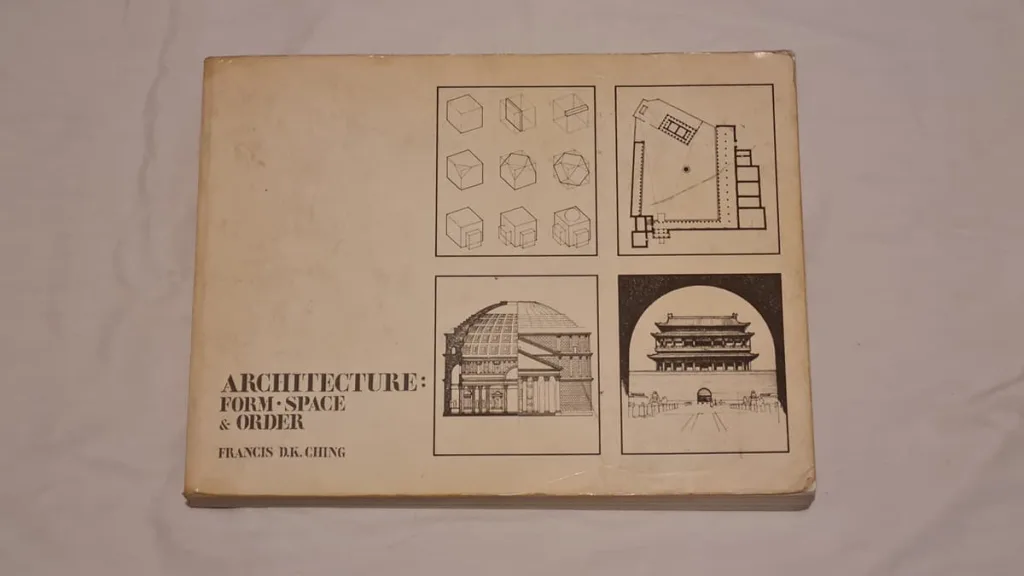 ARCHITECTURE:
FORM · SPACE
& ORDER
FRANCIS D.K. CHING